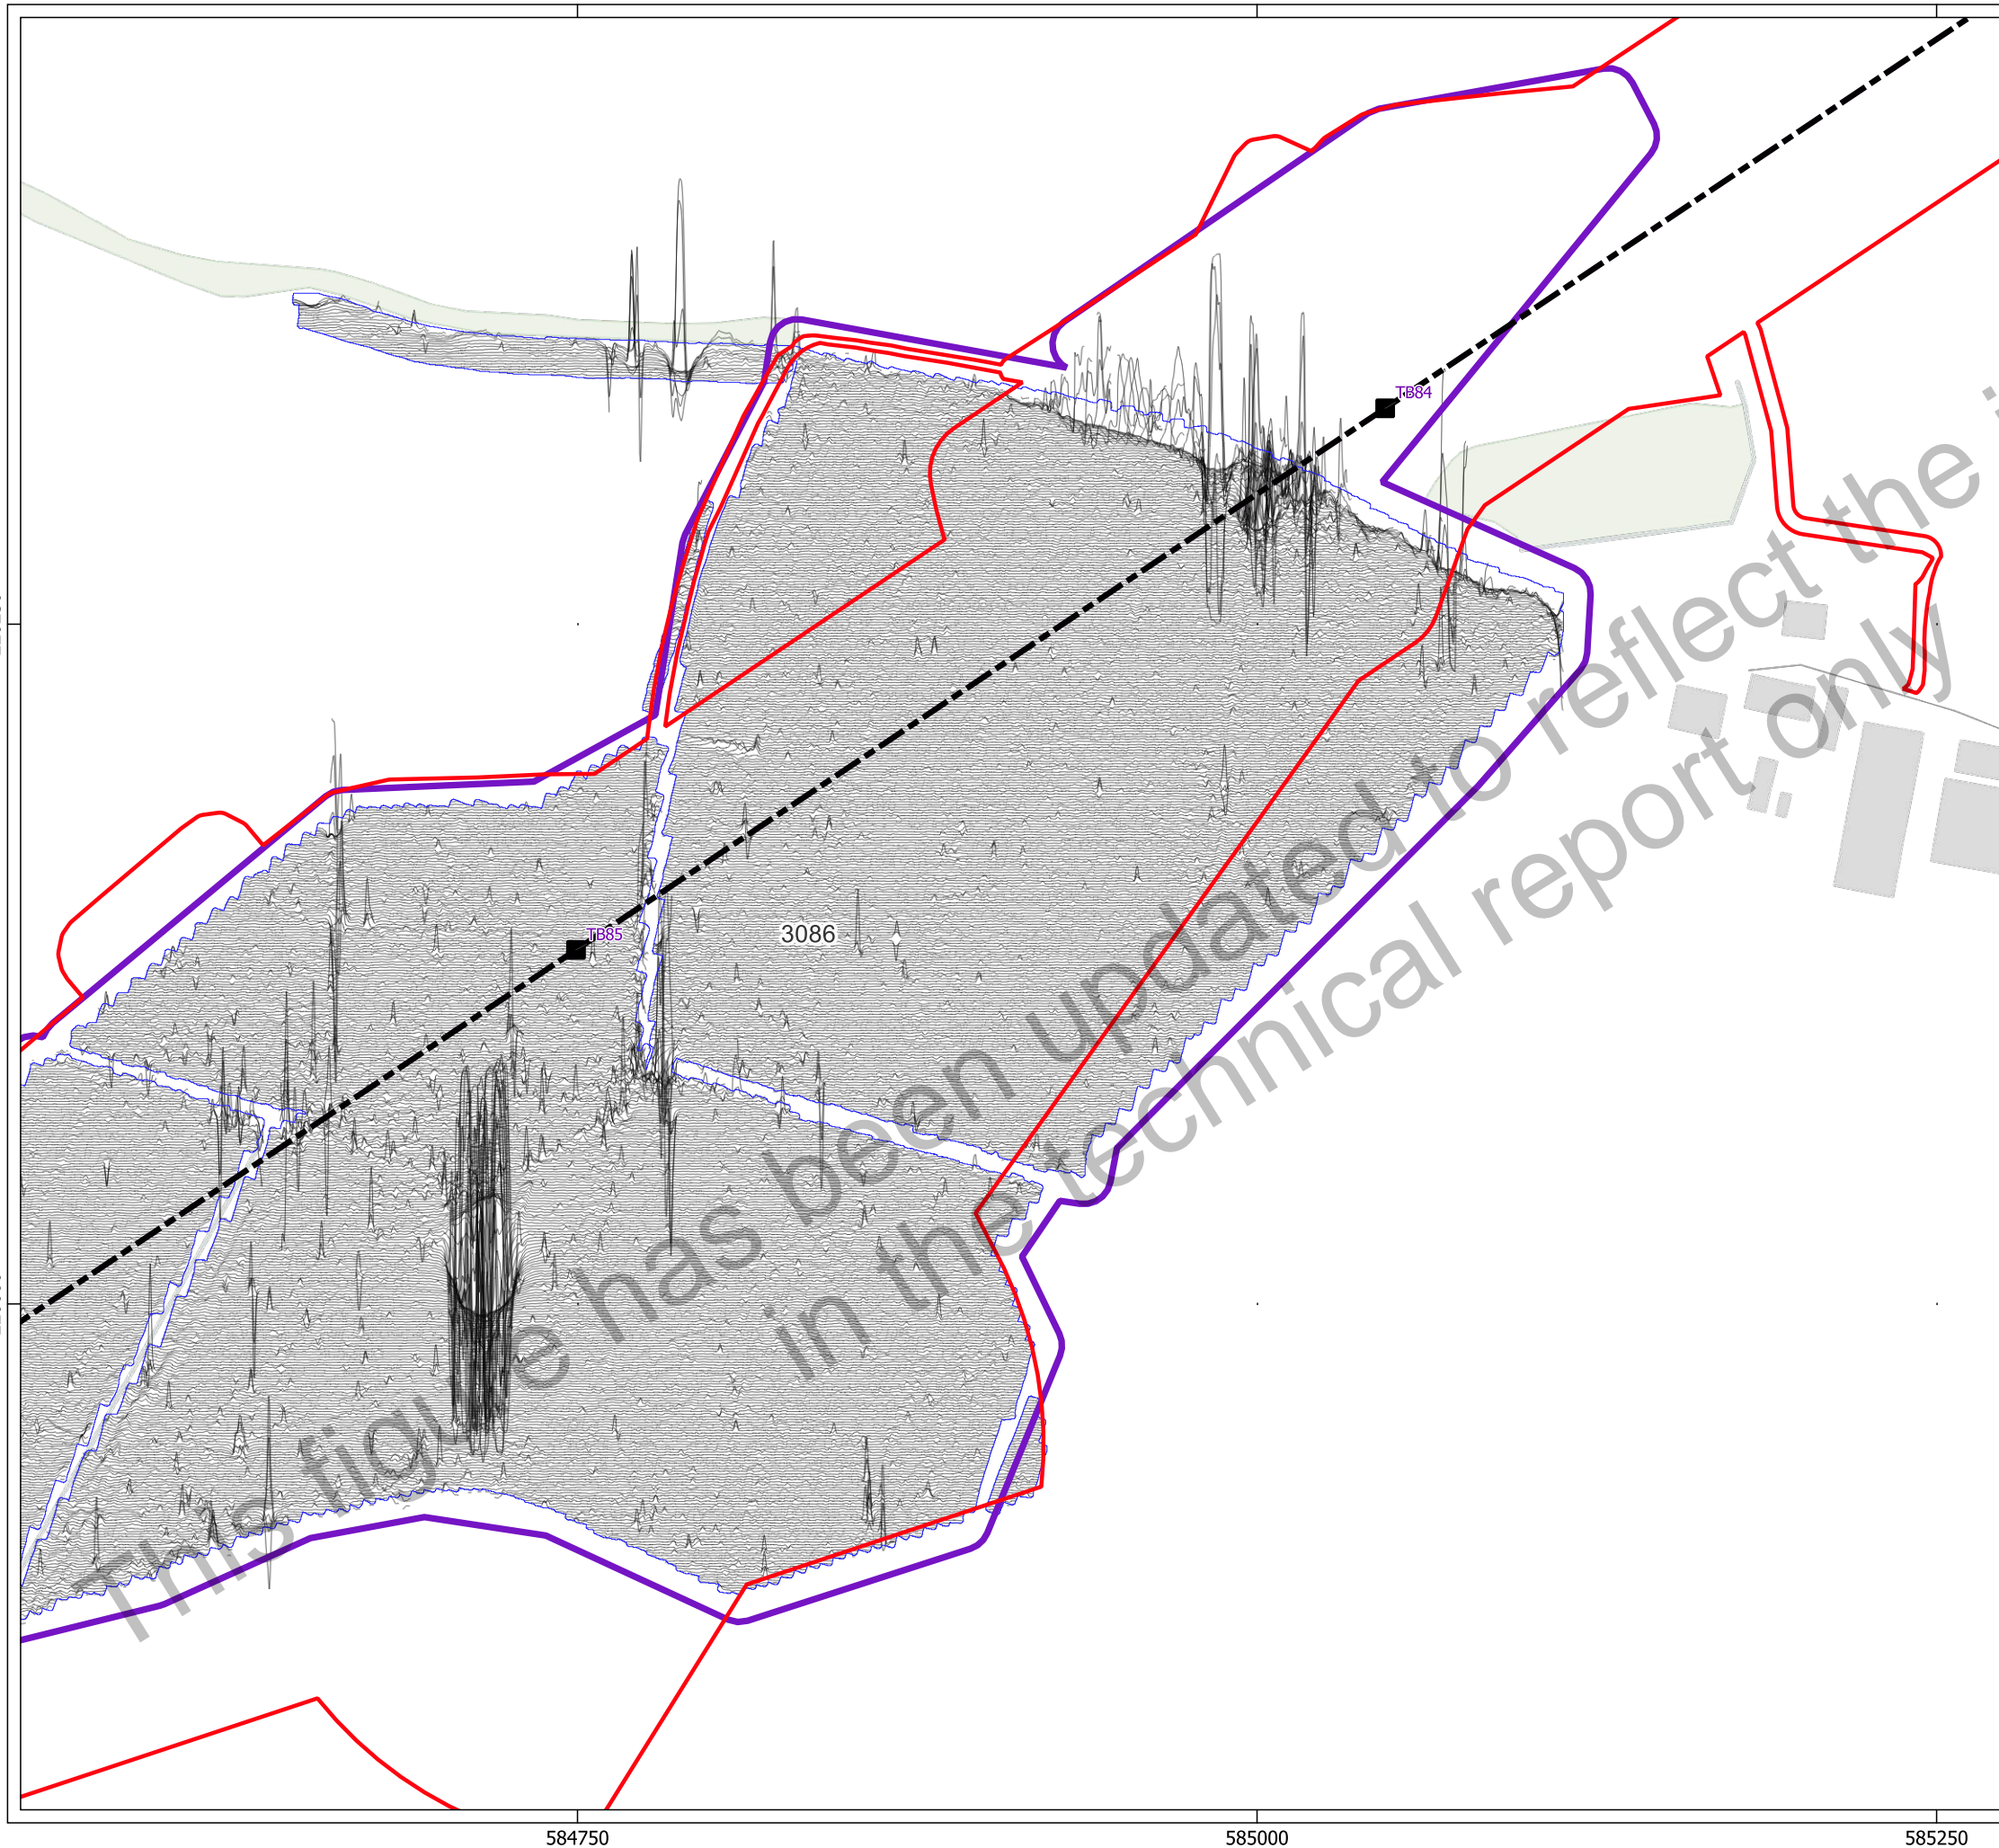 TB84
TB85
3086
This figure has been updated to reflect the i
in the technical report only
584750
585000
585250